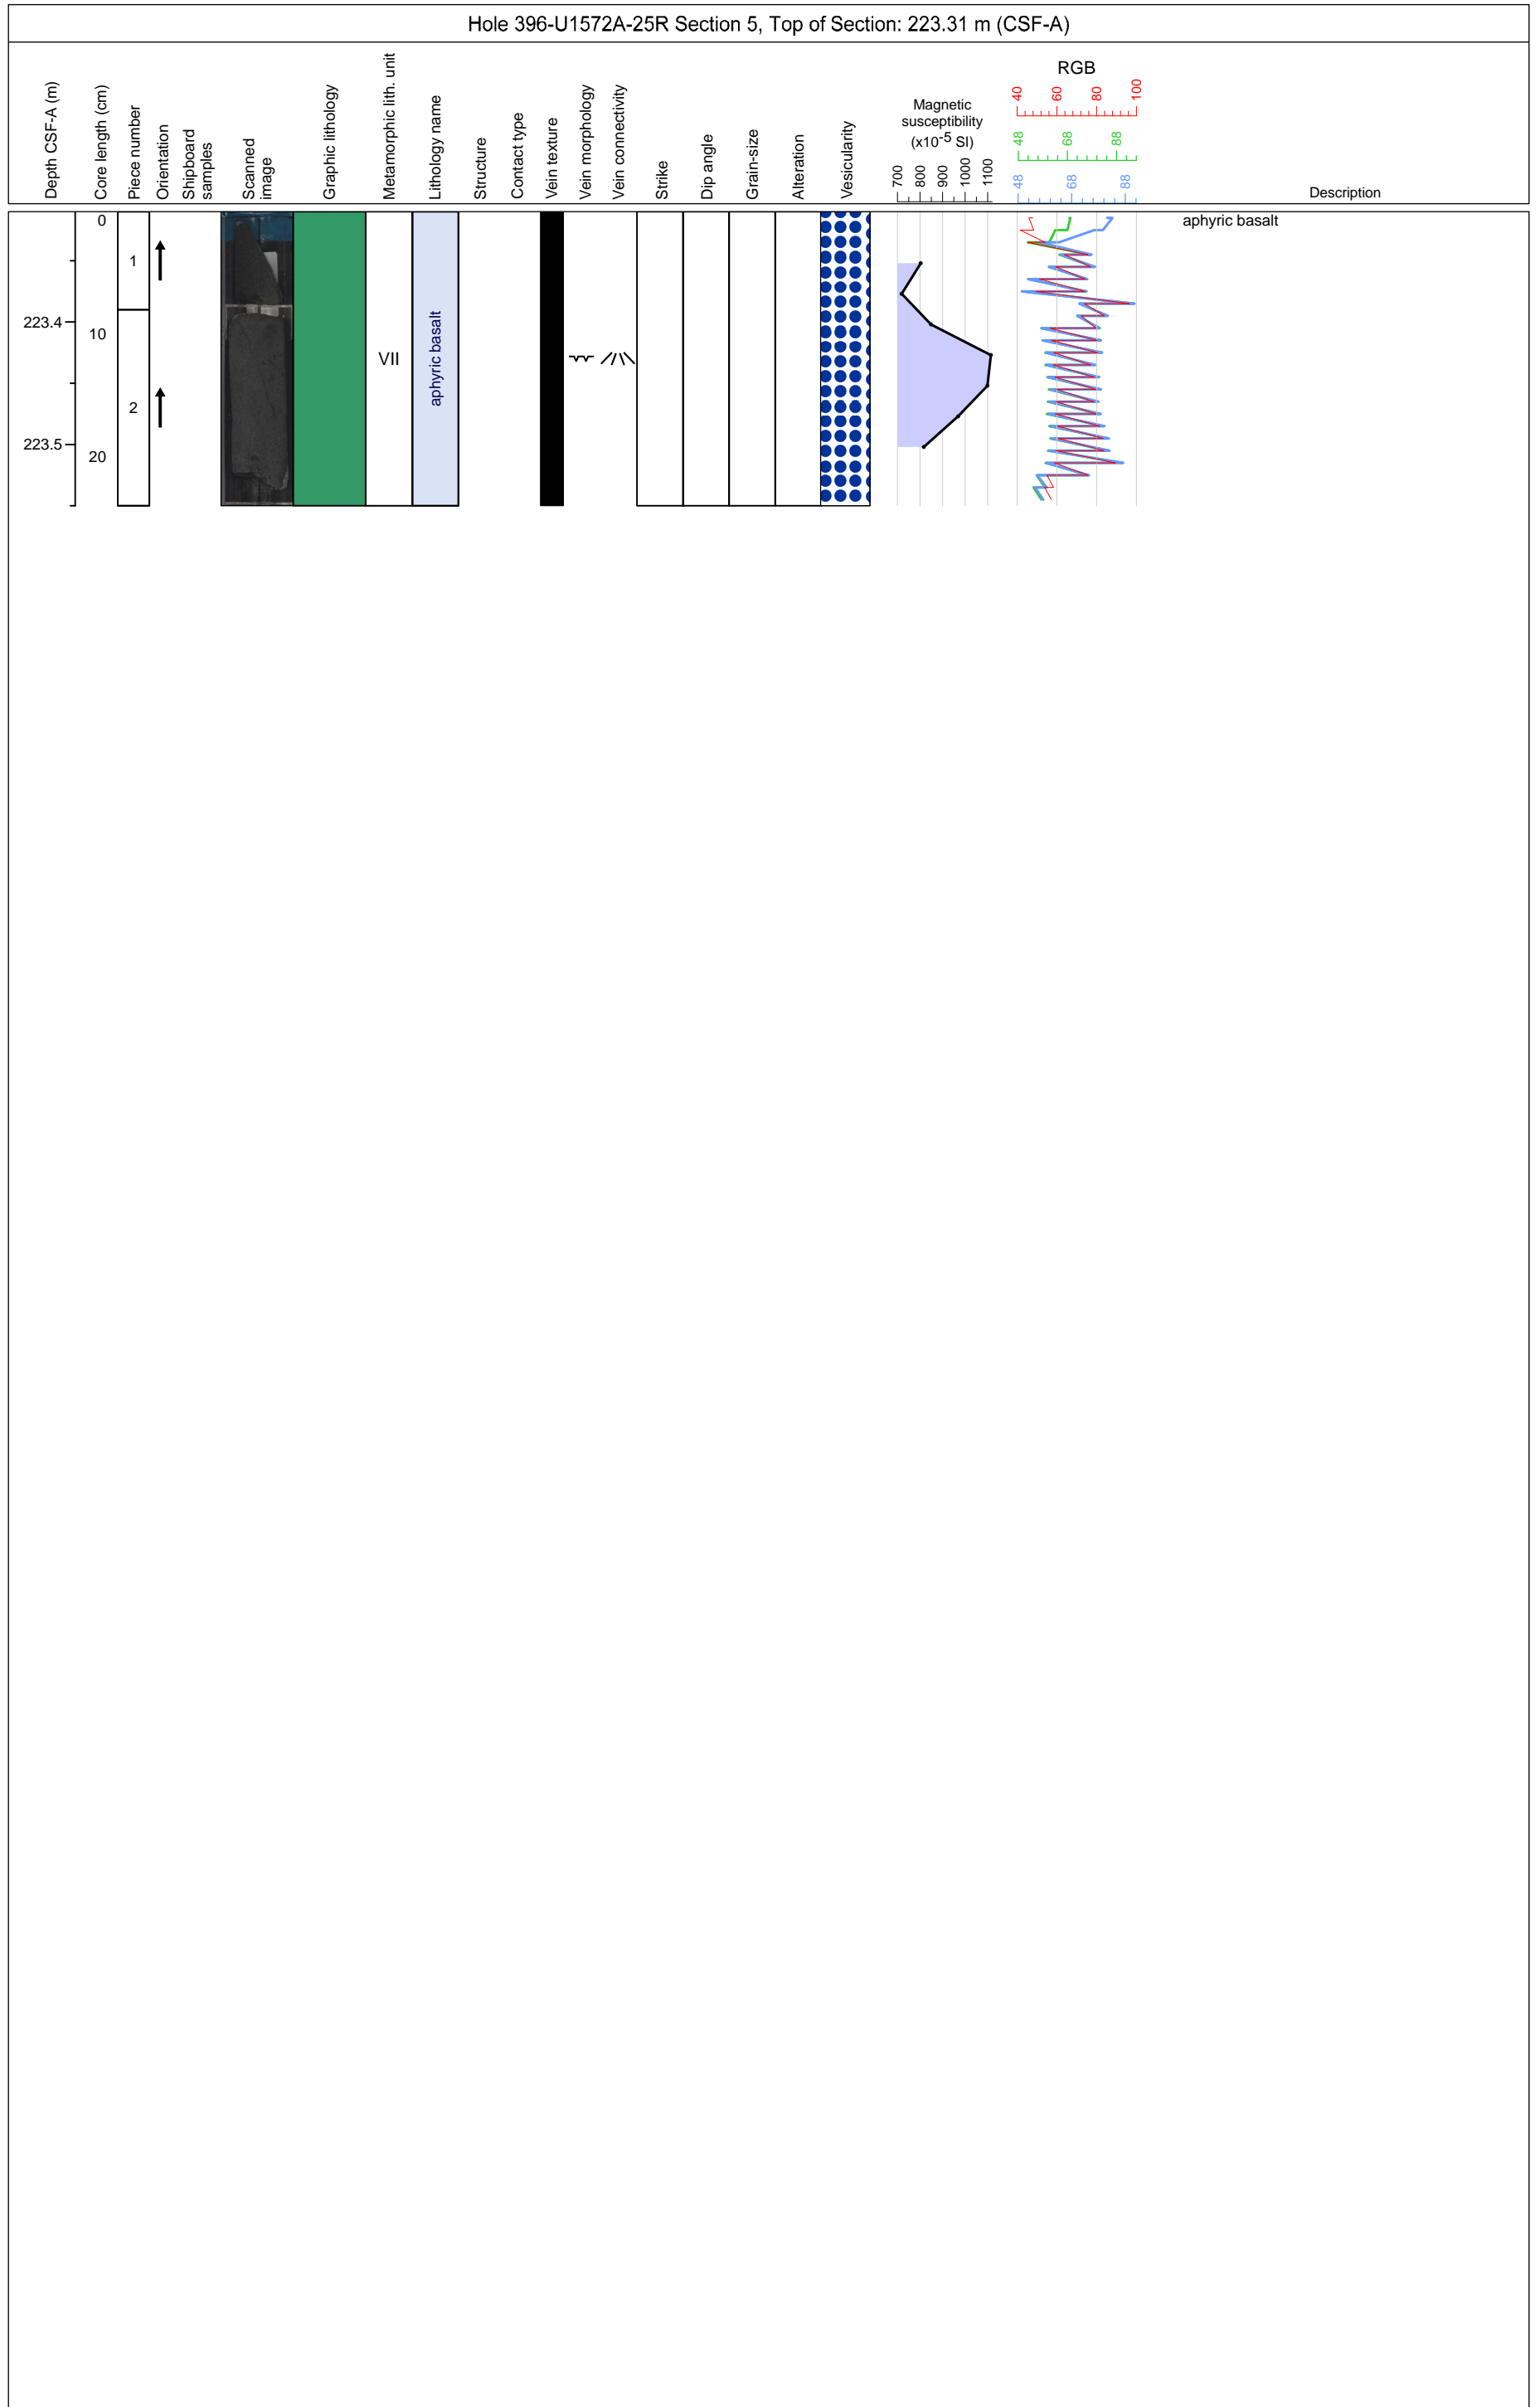 Hole 396-U1572A-25R Section 5, Top of Section: 223.31 m (CSF-A)
Depth CSF-A (m)
Core length (cm)
Piece number
Orientation
Shipboard
samples
Scanned
image
Graphic lithology
Metamorphic lith. unit
Lithology name
Structure
Contact type
Vein texture
Vein morphology
Vein connectivity
Strike
Dip angle
Grain-size
Alteration
Vesicularity
Magnetic
susceptibility
(x10-5 SI)
700 800 900 1000 1100
RGB
40 60 80 100
48 68 88
48 68 88
Description
0
aphyric basalt
1
223.4
10
VII
aphyric basalt
2
223.5
20